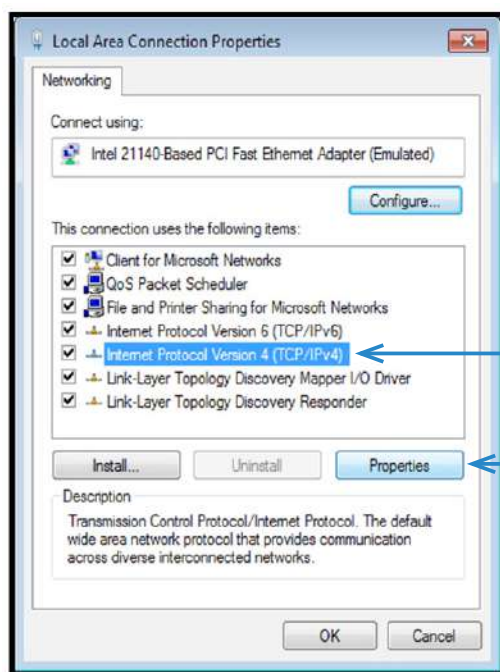 Local Area Connection Properties
Networking
Connect using:
Intel 21140-Based PCI Fast Ethernet Adapter (Emulated)
Configure...
This connection uses the following items:
Client for Microsoft Networks
QoS Packet Scheduler
File and Printer Sharing for Microsoft Networks
Internet Protocol Version 6 (TCP/IPv6)
Internet Protocol Version 4 (TCP/IPv4)
Link-Layer Topology Discovery Mapper I/O Driver
Link-Layer Topology Discovery Responder
Install... Uninstall Properties
Description
Transmission Control Protocol/Internet Protocol. The default
wide area network protocol that provides communication
across diverse interconnected networks.
OK Cancel